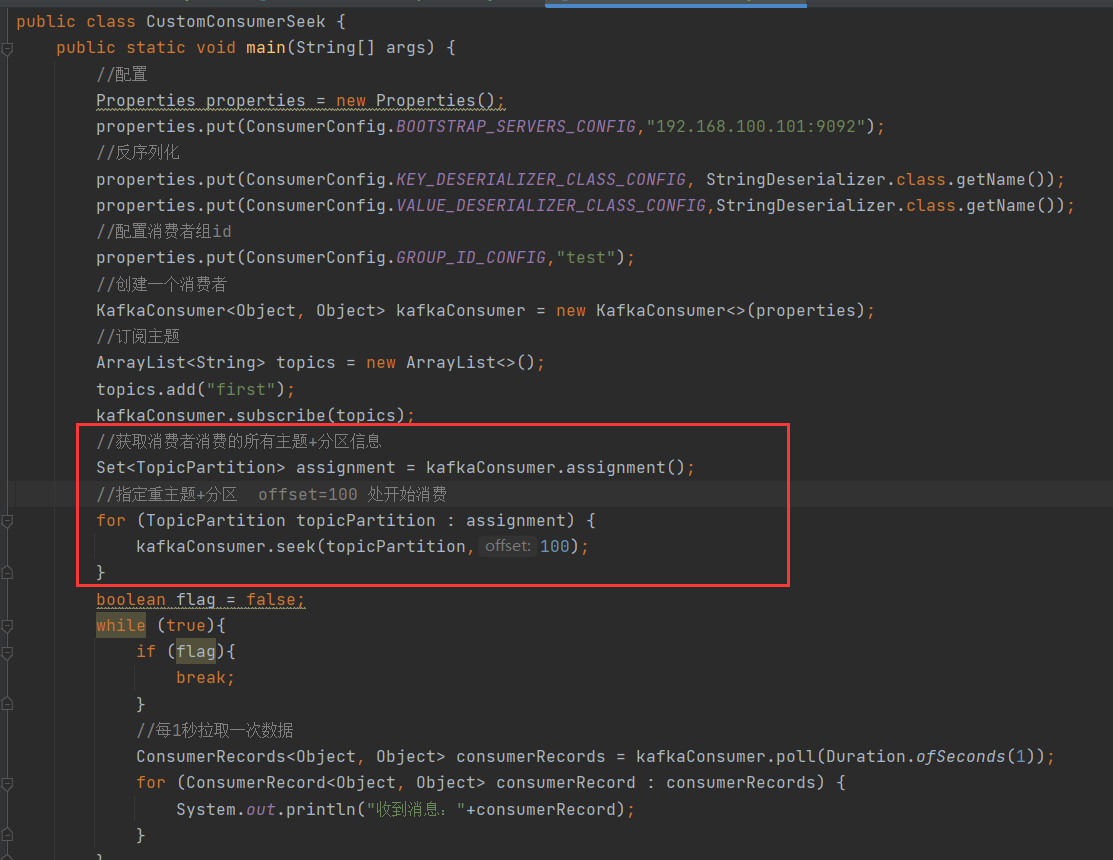 public class CustomConsumerSeek {
public static void main(String[] args) {
//配置
Properties properties = new Properties();
properties.put(ConsumerConfig.BOOTSTRAP_SERVERS_CONFIG,"192.168.100.101:9092");
//反序列化
properties.put(ConsumerConfig.KEY_DESERIALIZER_CLASS_CONFIG, StringDeserializer.class.getName());
properties.put(ConsumerConfig.VALUE_DESERIALIZER_CLASS_CONFIG,StringDeserializer.class.getName());
//配置消费者组id
properties.put(ConsumerConfig.GROUP_ID_CONFIG,"test");
//创建一个消费者
KafkaConsumer<Object, Object> kafkaConsumer = new KafkaConsumer<>(properties);
//订阅主题
ArrayList<String> topics = new ArrayList<>();
topics.add("first");
kafkaConsumer.subscribe(topics);
//获取消费者消费的所有主题+分区信息
Set<TopicPartition> assignment = kafkaConsumer.assignment();
//指定重主题+分区  offset=100 处开始消费
for (TopicPartition topicPartition : assignment) {
kafkaConsumer.seek(topicPartition, offset: 100);
}
boolean flag = false;
while (true){
if (flag){
break;
}
//每1秒拉取一次数据
ConsumerRecords<Object, Object> consumerRecords = kafkaConsumer.poll(Duration.ofSeconds(1));
for (ConsumerRecord<Object, Object> consumerRecord : consumerRecords) {
System.out.println("收到消息："+consumerRecord);
}